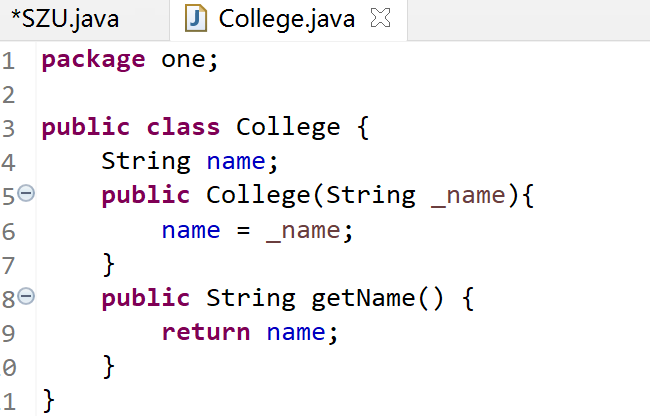 *SZU.java College.java
1 package one;
2
3 public class College {
4 String name;
5 public College(String _name){
6 name = _name;
7 }
8 public String getName() {
9 return name;
0 }
1 }